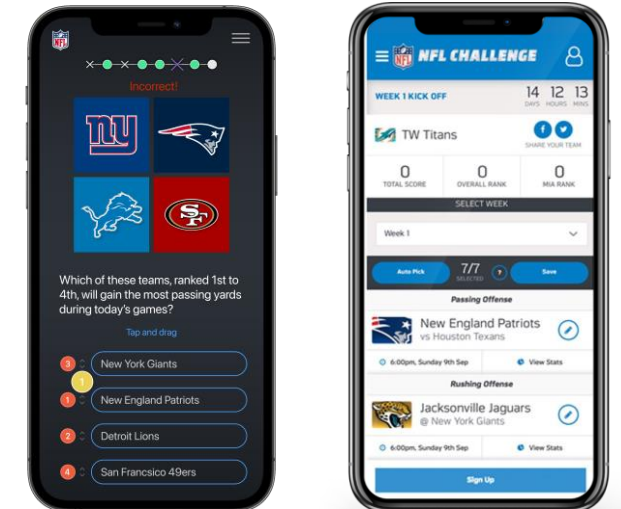 NFL
Incorrect!
ny
SF
Which of these teams, ranked 1st to
4th, will gain the most passing yards
during today's games?
Tap and drag
3 New York Giants
1
1 New England Patriots
2 Detroit Lions
4 San Francsico 49ers
NFL NFL CHALLENGE
WEEK 1 KICK OFF
14 12 13
DAYS HOURS MINS
TW Titans
SHARE YOUR TEAM
0 0 0
TOTAL SCORE OVERALL RANK MIA RANK
SELECT WEEK
Week 1
Auto Pick 7/7 SELECTED ? Save
Passing Offense
New England Patriots
vs Houston Texans
6:00pm, Sunday 9th Sep View Stats
Rushing Offense
Jacksonville Jaguars
@ New York Giants
6:00pm, Sunday 9th Sep View Stats
Sign Up